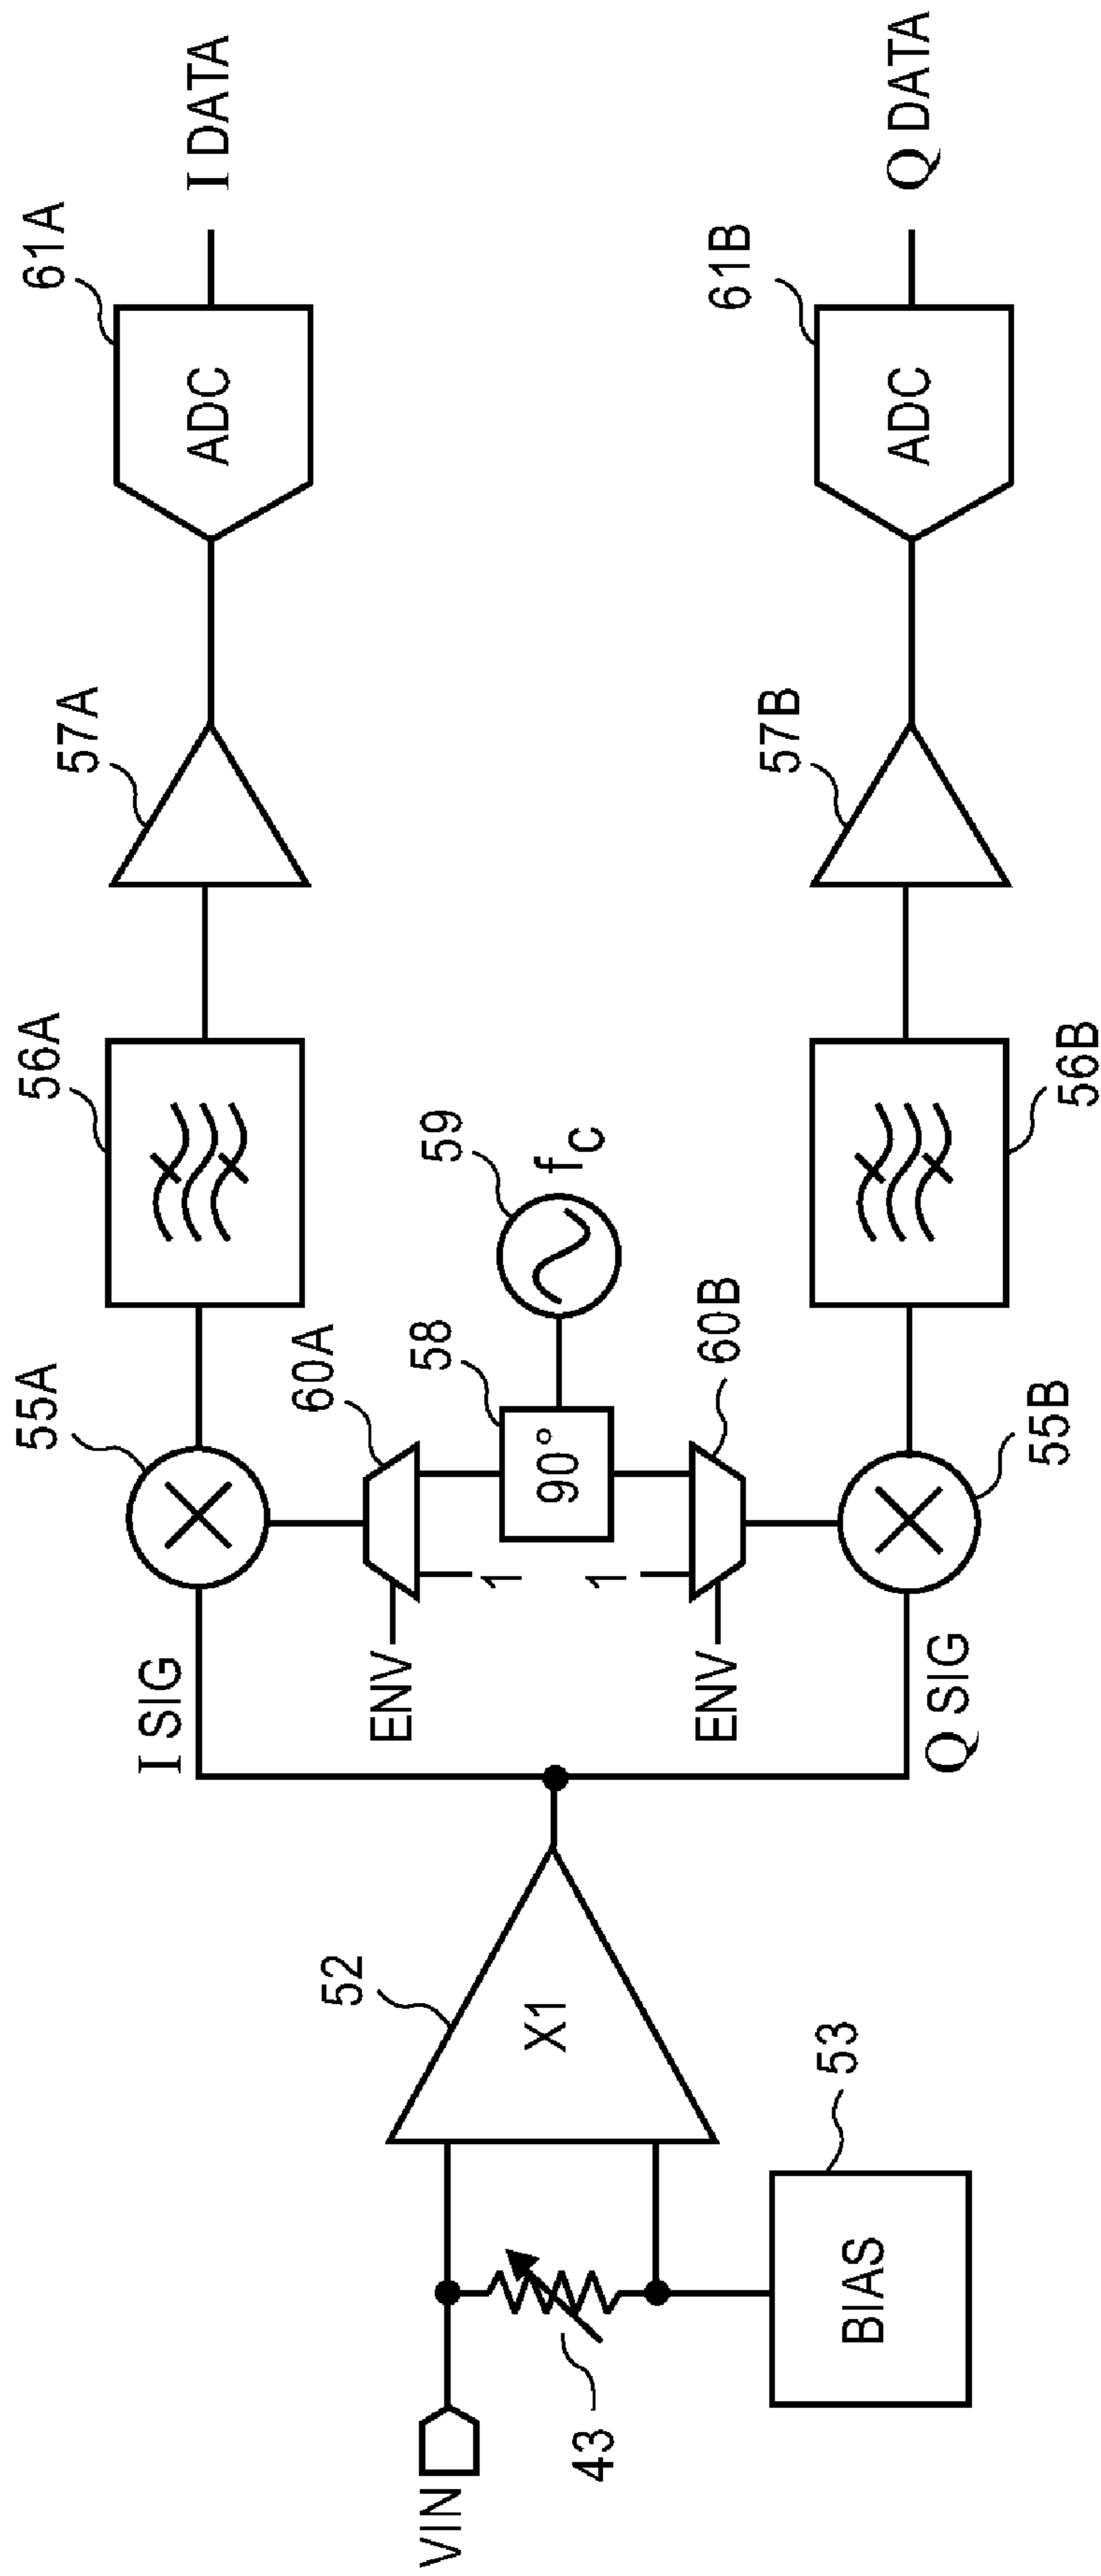 VIN
43
BIAS
53
X1
52
I SIG
Q SIG
ENV
ENV
1
1
60A
60B
90°
58
59
fC
55A
55B
56A
56B
57A
57B
ADC
61A
ADC
61B
I DATA
Q DATA